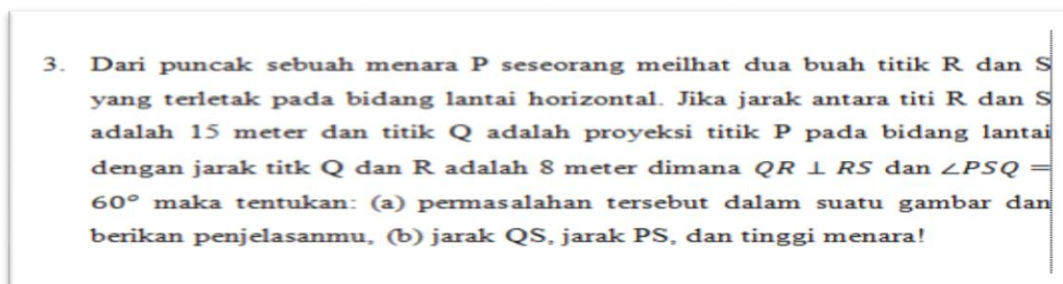 3. Dari puncak sebuah menara P seseorang meilhat dua buah titik R dan S
yang terletak pada bidang lantai horizontal. Jika jarak antara titi R dan S
adalah 15 meter dan titik Q adalah proyeksi titik P pada bidang lantai
dengan jarak titk Q dan R adalah 8 meter dimana QR ⊥ RS dan ∠PSQ =
60° maka tentukan: (a) permasalahan tersebut dalam suatu gambar dan
berikan penjelasanmu, (b) jarak QS, jarak PS, dan tinggi menara!